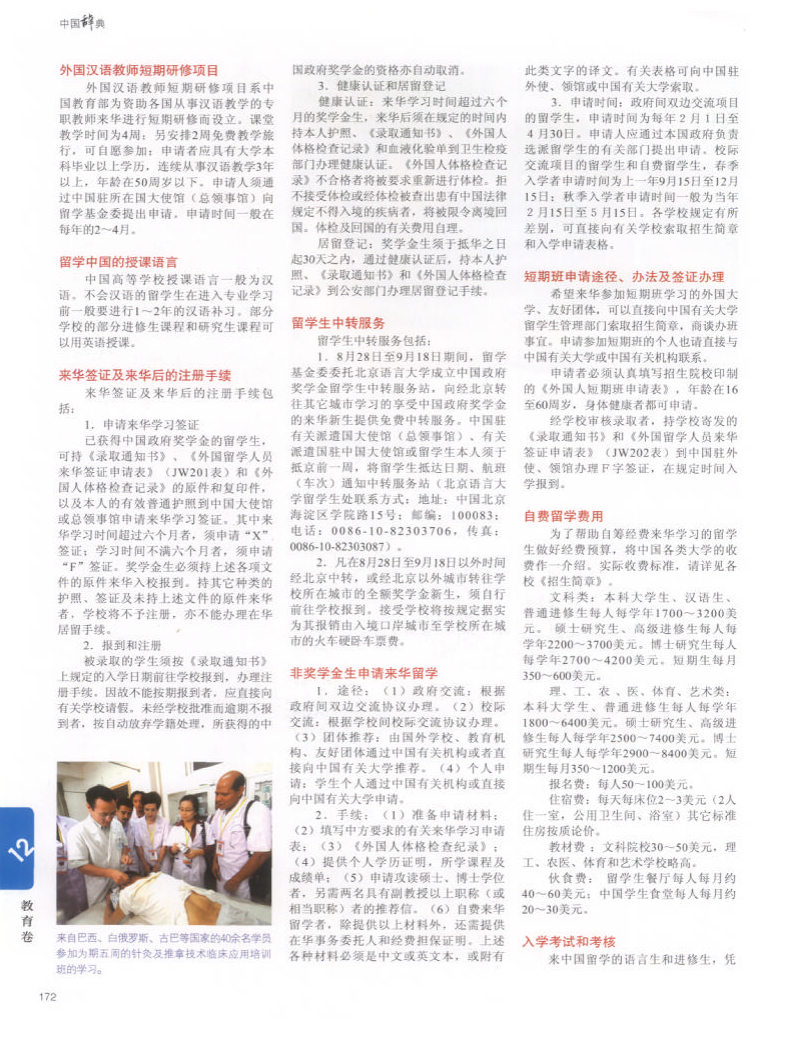 中国辞典
外国汉语教师短期研修项目
外国汉语教师短期研修项目系中
国教育部为资助各国从事汉语教学的专
职教师来华进行短期研修而设立。课堂
教学时间为4周；另安排2周免费教学旅
行，可自愿参加；申请者应具有大学本
科毕业以上学历，连续从事汉语教学3年
以上，年龄在50周岁以下。申请人须通
过中国驻所在国大使馆（总领事馆）向
留学基金委提出申请。申请时间一般在
每年的2～4月。
留学中国的授课语言
中国高等学校授课语言一般为汉
语。不会汉语的留学生在进入专业学习
前一般要进行1～2年的汉语补习。部分
学校的部分进修生课程和研究生课程可
以用英语授课。
来华签证及来华后的注册手续
来华签证及来华后的注册手续包
括：
1．申请来华学习签证
已获得中国政府奖学金的留学生，
可持《录取通知书》、《外国留学人员
来华签证申请表》（JW201表）和《外
国人体格检查记录》的原件和复印件，
以及本人的有效普通护照到中国大使馆
或总领事馆申请来华学习签证。其中来
华学习时间超过六个月者，须申请“X”
签证；学习时间不满六个月者，须申请
“F”签证。奖学金生必须持上述各项文
件的原件来华入校报到。持其它种类的
护照、签证及未持上述文件的原件来华
者，学校将不予注册，亦不能办理在华
居留手续。
2．报到和注册
被录取的学生须按《录取通知书》
上规定的入学日期前往学校报到，办理注
册手续。因故不能按期报到者，应直接向
有关学校请假。未经学校批准而逾期不报
到者，按自动放弃学籍处理，所获得的中
来自巴西、白俄罗斯、古巴等国家的40余名学员
参加为期五周的针灸及推拿技术临床应用培训
班的学习。
国政府奖学金的资格亦自动取消。
3．健康认证和居留登记
健康认证：来华学习时间超过六个
月的奖学金生，来华后须在规定的时间内
持本人护照、《录取通知书》、《外国人
体格检查记录》和血液化验单到卫生检疫
部门办理健康认证。《外国人体格检查记
录》不合格者将被要求重新进行体检。拒
不接受体检或经体检被查出患有中国法律
规定不得入境的疾病者，将被限令离境回
国。体检及回国的有关费用自理。
居留登记：奖学金生须于抵华之日
起30天之内，通过健康认证后，持本人护
照、《录取通知书》和《外国人体格检查
记录》到公安部门办理居留登记手续。
留学生中转服务
留学生中转服务包括：
1．8月28日至9月18日期间，留学
基金委委托北京语言大学成立中国政府
奖学金留学生中转服务站，向经北京转
往其它城市学习的享受中国政府奖学金
的来华新生提供免费中转服务。中国驻
有关派遣国大使馆（总领事馆）、有关
派遣国驻中国大使馆或留学生本人须于
抵京前一周，将留学生抵达日期、航班
（车次）通知中转服务站（北京语言大
学留学生处联系方式：地址：中国北京
海淀区学院路15号；邮编：100083；
电话：0086-10-82303706，传真：
0086-10-82303087）。
2．凡在8月28日至9月18日以外时间
经北京中转，或经北京以外城市转往学
校所在城市的全额奖学金新生，须自行
前往学校报到。接受学校将按规定据实
为其报销由入境口岸城市至学校所在城
市的火车硬卧车票费。
非奖学金生申请来华留学
1．途径：（1）政府交流：根据
政府间双边交流协议办理。（2）校际
交流：根据学校间校际交流协议办理。
（3）团体推荐：由国外学校、教育机
构、友好团体通过中国有关机构或者直
接向中国有关大学推荐。（4）个人申
请：学生个人通过中国有关机构或直接
向中国有关大学申请。
2．手续：（1）准备申请材料；
（2）填写中方要求的有关来华学习申请
表；（3）《外国人体格检查纪录》；
（4）提供个人学历证明，所学课程及
成绩单；（5）申请攻读硕士、博士学位
者，另需两名具有副教授以上职称（或
相当职称）者的推荐信。（6）自费来华
留学者，除提供以上材料外，还需提供
在华事务委托人和经费担保证明。上述
各种材料必须是中文或英文本，或附有
此类文字的译文。有关表格可向中国驻
外使、领馆或中国有关大学索取。
3．申请时间：政府间双边交流项目
的留学生，申请时间为每年2月1日至
4月30日。申请人应通过本国政府负责
选派留学生的有关部门提出申请。校际
交流项目的留学生和自费留学生，春季
入学者申请时间为上一年9月15日至12月
15日；秋季入学者申请时间一般为当年
2月15日至5月15日。各学校规定有所
差别，可直接向有关学校索取招生简章
和入学申请表格。
短期班申请途径、办法及签证办理
希望来华参加短期班学习的外国大
学、友好团体，可以直接向中国有关大学
留学生管理部门索取招生简章，商谈办班
事宜。申请参加短期班的个人也请直接与
中国有关大学或中国有关机构联系。
申请者必须认真填写招生院校印制
的《外国人短期班申请表》，年龄在16
至60周岁，身体健康者都可申请。
经学校审核录取者，持学校寄发的
《录取通知书》和《外国留学人员来华
签证申请表》（JW202表）到中国驻外
使、领馆办理F字签证，在规定时间入
学报到。
自费留学费用
为了帮助自筹经费来华学习的留学
生做好经费预算，将中国各类大学的收
费作一介绍。实际收费标准，请详见各
校《招生简章》。
文科类：本科大学生、汉语生、
普通进修生每人每学年1700～3200美
元。 硕士研究生、高级进修生每人每
学年2200～3700美元。博士研究生每人
每学年2700～4200美元。短期生每月
350～600美元。
理、工、农、医、体育、艺术类：
本科大学生、普通进修生每人每学年
1800～6400美元。硕士研究生、高级进
修生每人每学年2500～7400美元。博士
研究生每人每学年2900～8400美元。短
期生每月350～1200美元。
报名费：每人50～100美元。
住宿费：每天每床位2～3美元（2人
住一室，公用卫生间、浴室）其它标准
住房按质论价。
教材费：文科院校30～50美元，理
工、农医、体育和艺术学校略高。
伙食费： 留学生餐厅每人每月约
40～60美元；中国学生食堂每人每月约
20～30美元。
入学考试和考核
来中国留学的语言生和进修生，凭
12
教育卷
172